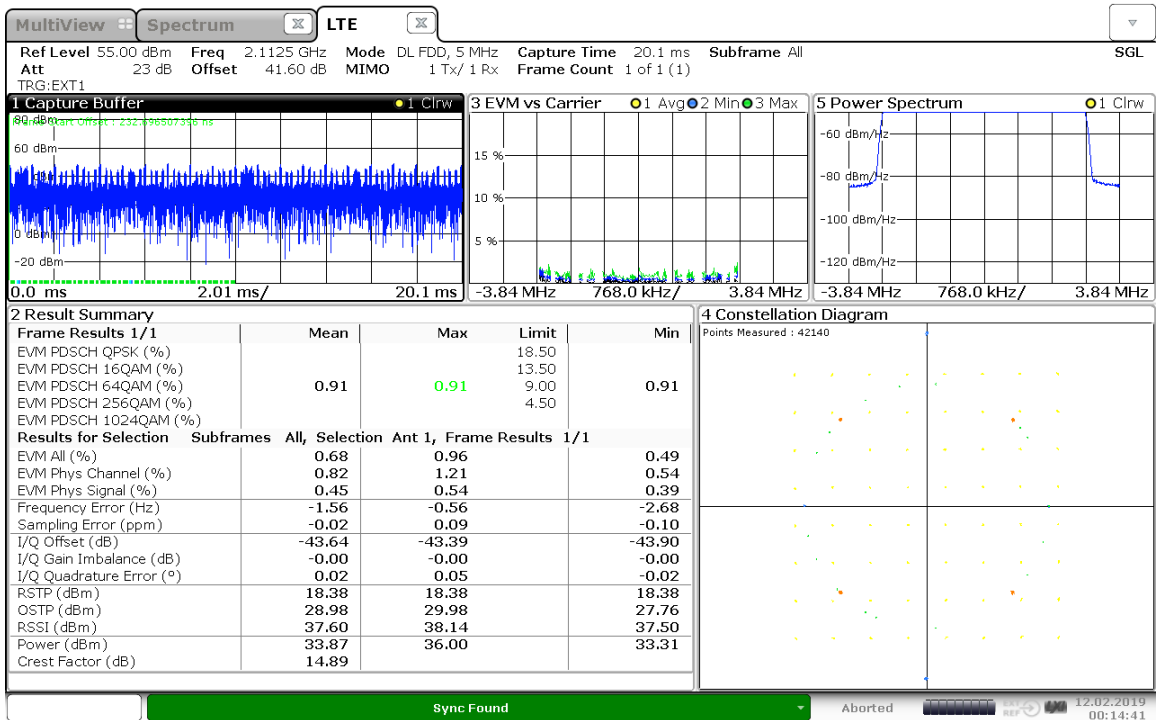 MultiView Spectrum LTE
Ref Level 55.00 dBm Freq 2.1125 GHz Mode DL FDD, 5 MHz Capture Time 20.1 ms Subframe All SGL
Att 23 dB Offset 41.60 dB MIMO 1 Tx/ 1 Rx Frame Count 1 of 1 (1)
TRG:EXT1
1 Capture Buffer 1 Clrw
80 dBm
60 dBm
0 dBm
-20 dBm
0.0 ms 2.01 ms/ 20.1 ms
3 EVM vs Carrier 1 Avg 2 Min 3 Max
15 %
10 %
5 %
-3.84 MHz 768.0 kHz/ 3.84 MHz
5 Power Spectrum 1 Clrw
-60 dBm/Hz
-80 dBm/Hz
-100 dBm/Hz
-120 dBm/Hz
-3.84 MHz 768.0 kHz/ 3.84 MHz
2 Result Summary
Frame Results 1/1 Mean Max Limit Min
EVM PDSCH QPSK (%) 18.50
EVM PDSCH 16QAM (%) 13.50
EVM PDSCH 64QAM (%) 0.91 0.91 9.00 0.91
EVM PDSCH 256QAM (%) 4.50
EVM PDSCH 1024QAM (%)
Results for Selection Subframes All, Selection Ant 1, Frame Results 1/1
EVM All (%) 0.68 0.96 0.49
EVM Phys Channel (%) 0.82 1.21 0.54
EVM Phys Signal (%) 0.45 0.54 0.39
Frequency Error (Hz) -1.56 -0.56 -2.68
Sampling Error (ppm) -0.02 0.09 -0.10
I/Q Offset (dB) -43.64 -43.39 -43.90
I/Q Gain Imbalance (dB) -0.00 -0.00 -0.00
I/Q Quadrature Error (°) 0.02 0.05 -0.02
RSTP (dBm) 18.38 18.38 18.38
OSTP (dBm) 28.98 29.98 27.76
RSSI (dBm) 37.60 38.14 37.50
Power (dBm) 33.87 36.00 33.31
Crest Factor (dB) 14.89
4 Constellation Diagram
Points Measured : 42140
Sync Found Aborted EXT REF 12.02.2019
00:14:41